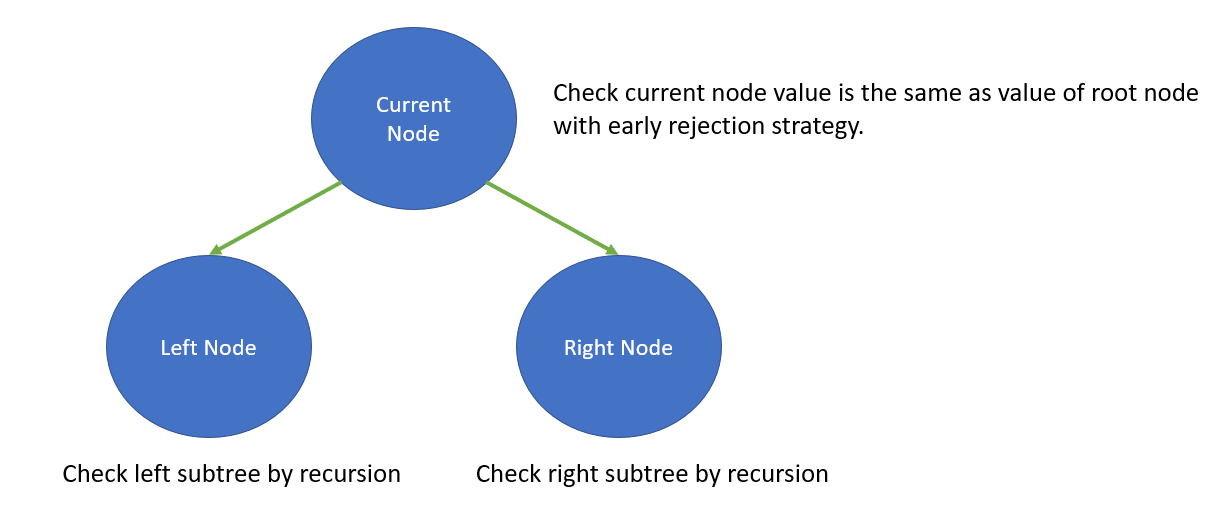 Current
Node
Check current node value is the same as value of root node
with early rejection strategy.
Left Node
Right Node
Check left subtree by recursion
Check right subtree by recursion